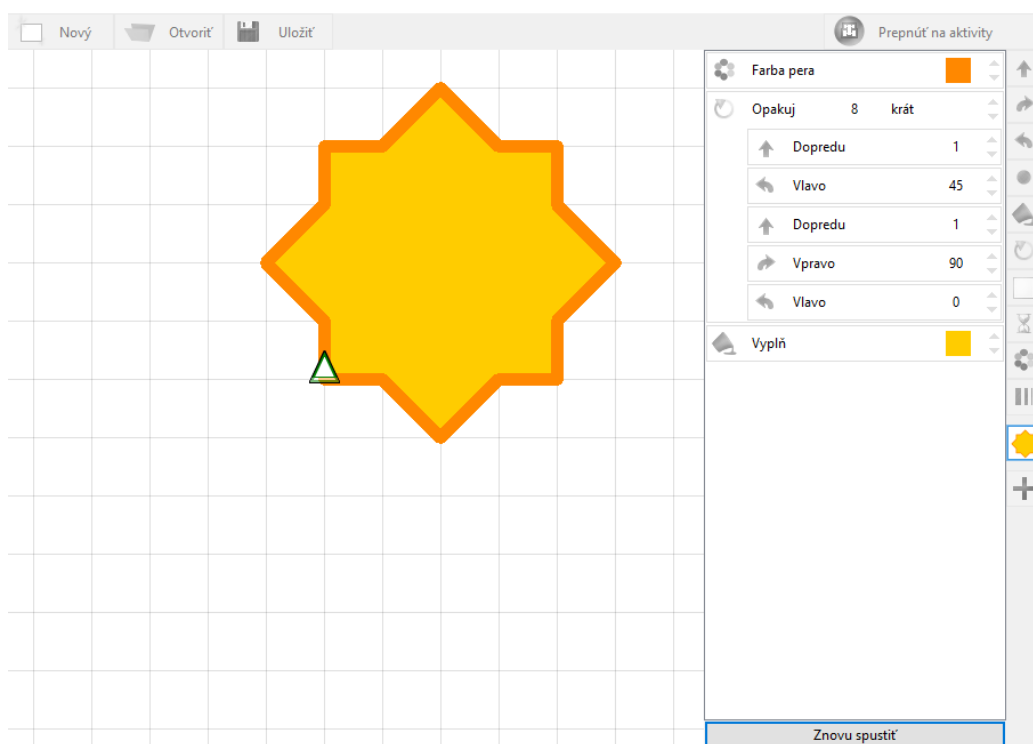 Nový Otvoriť Uložiť Prepnúť na aktivity
Farba pera
Opakuj 8 krát
Dopredu 1
Vlavo 45
Dopredu 1
Vpravo 90
Vlavo 0
Vyplň
Znovu spustiť